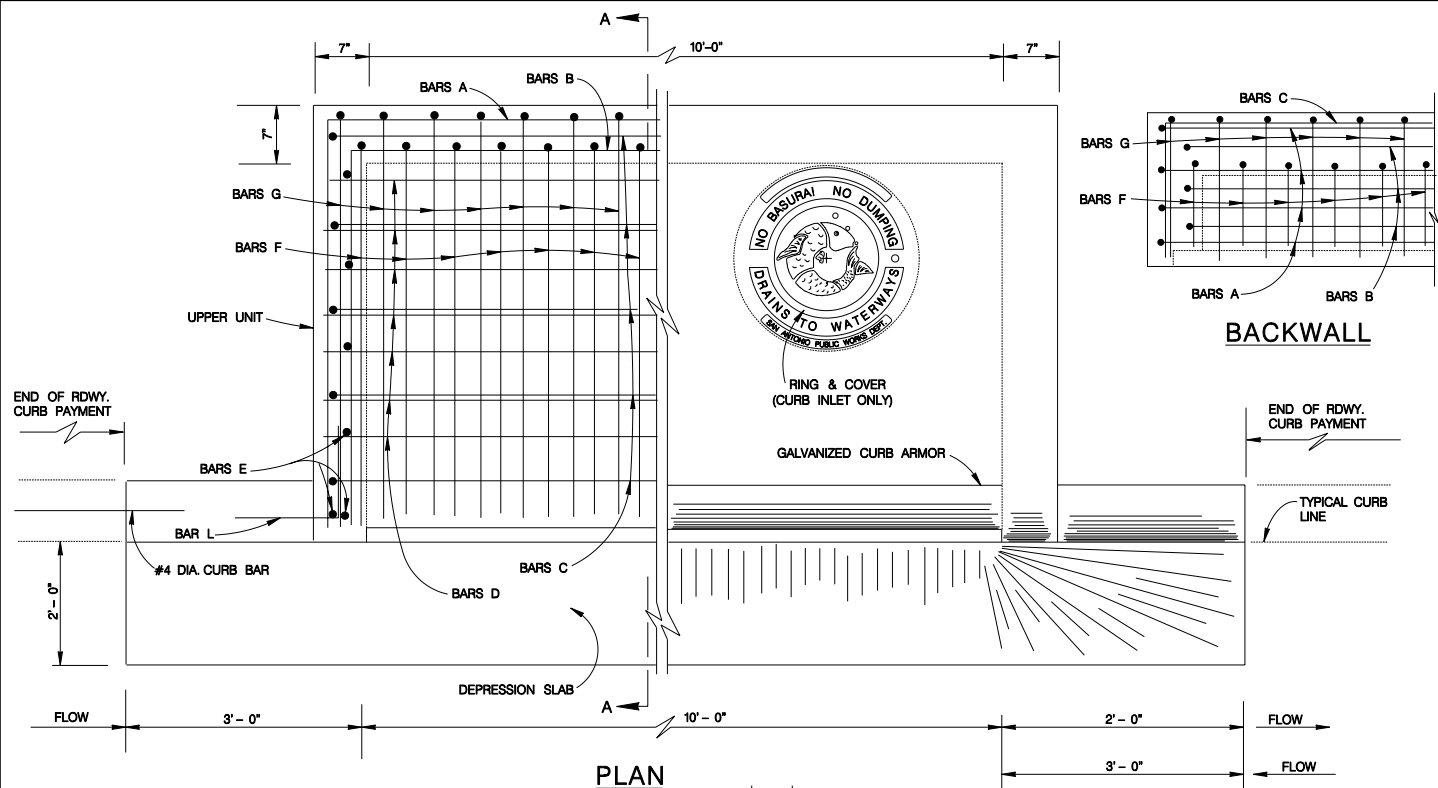 A
7"
10'-0"
7"
BARS A
BARS B
BARS C
7"
BARS G
BARS G
BARS F
BARS F
NO BASURA! NO DUMPING
DRAINS TO WATERWAYS
SAN ANTONIO PUBLIC WORKS DEPT.
BARS A
BARS B
UPPER UNIT
BACKWALL
RING & COVER
(CURB INLET ONLY)
END OF RDWY.
CURB PAYMENT
END OF RDWY.
CURB PAYMENT
GALVANIZED CURB ARMOR
BARS E
TYPICAL CURB
LINE
BAR L
#4 DIA. CURB BAR
BARS C
BARS D
2'- 0"
DEPRESSION SLAB
A
FLOW
3'- 0"
10'- 0"
2'- 0"
FLOW
PLAN
3'- 0"
FLOW